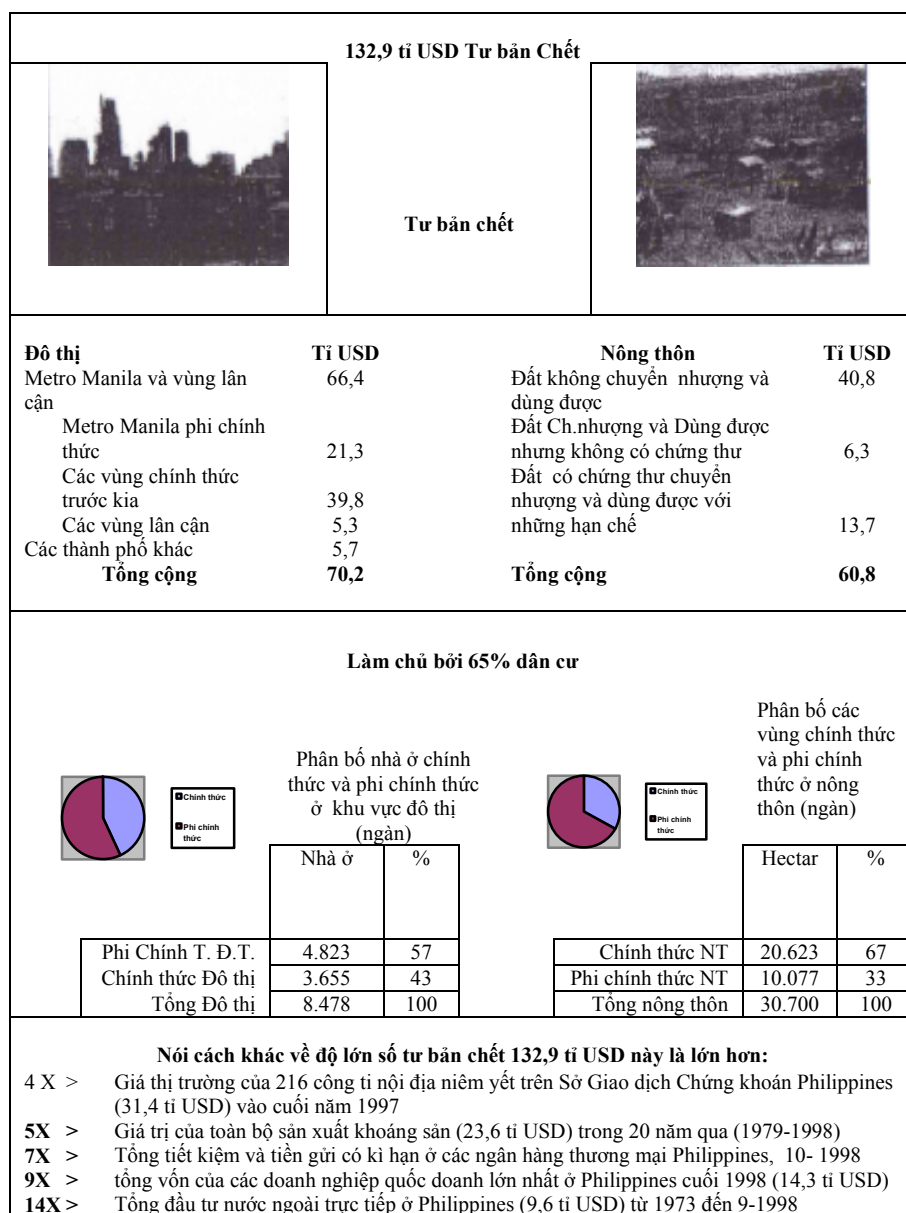 132,9 tỉ USD Tư bản Chết
Tư bản chết
Đô thị Tỉ USD
Metro Manila và vùng lân 66,4
cận
Metro Manila phi chính
thức 21,3
Các vùng chính thức
trước kia 39,8
Các vùng lân cận 5,3
Các thành phố khác 5,7
Tổng cộng 70,2
Nông thôn Tỉ USD
Đất không chuyển nhượng và 40,8
dùng được
Đất Ch.nhượng và Dùng được
nhưng không có chứng thư 6,3
Đất có chứng thư chuyển
nhượng và dùng được với
những hạn chế 13,7
Tổng cộng 60,8
Làm chủ bởi 65% dân cư
Chính thức
Phi chính
thức
Phân bố nhà ở chính
thức và phi chính thức
ở khu vực đô thị
(ngàn)
Nhà ở %
Phi Chính T. Đ.T. 4.823 57
Chính thức Đô thị 3.655 43
Tổng Đô thị 8.478 100
Chính thức
Phi chính
thức
Phân bố các
vùng chính thức
và phi chính
thức ở nông
thôn (ngàn)
Hectar %
Chính thức NT 20.623 67
Phi chính thức NT 10.077 33
Tổng nông thôn 30.700 100
Nói cách khác về độ lớn số tư bản chết 132,9 tỉ USD này là lớn hơn:
4 X > Giá thị trường của 216 công ti nội địa niêm yết trên Sở Giao dịch Chứng khoán Philippines
(31,4 tỉ USD) vào cuối năm 1997
5X > Giá trị của toàn bộ sản xuất khoáng sản (23,6 tỉ USD) trong 20 năm qua (1979-1998)
7X > Tổng tiết kiệm và tiền gửi có kì hạn ở các ngân hàng thương mại Philippines, 10- 1998
9X > tổng vốn của các doanh nghiệp quốc doanh lớn nhất ở Philippines cuối 1998 (14,3 tỉ USD)
14X > Tổng đầu tư nước ngoài trực tiếp ở Philippines (9,6 tỉ USD) từ 1973 đến 9-1998